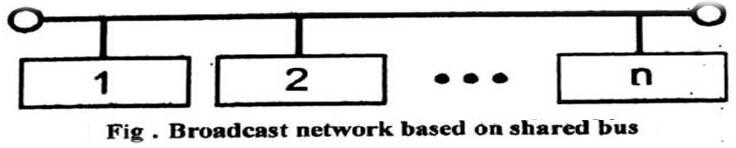 1 2 ••• n
Fig . Broadcast network based on shared bus